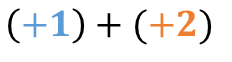 (+1) + (+2)